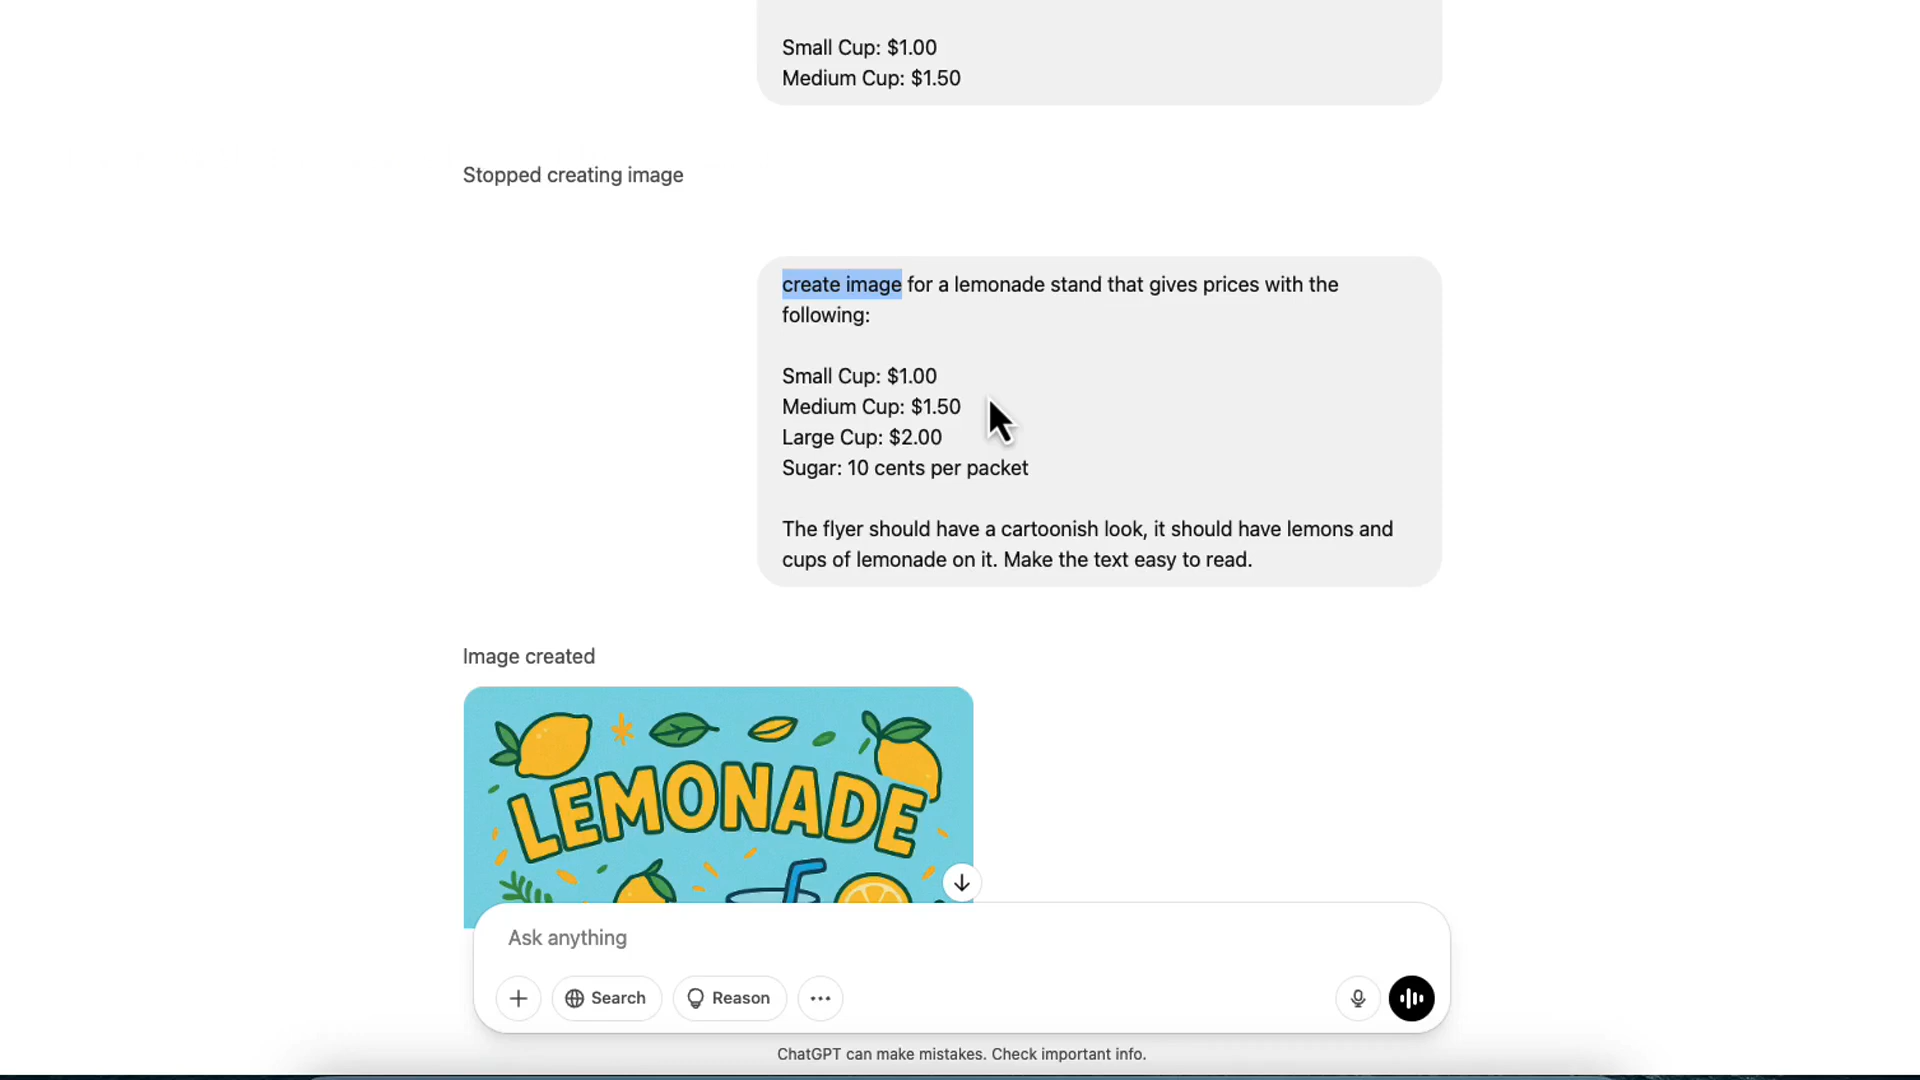 Small Cup: $1.00
Medium Cup: $1.50
Stopped creating image
create image for a lemonade stand that gives prices with the
following:
Small Cup: $1.00
Medium Cup: $1.50
Large Cup: $2.00
Sugar: 10 cents per packet
The flyer should have a cartoonish look, it should have lemons and
cups of lemonade on it. Make the text easy to read.
Image created
LEMONADE
Ask anything
Search
Reason
ChatGPT can make mistakes. Check important info.